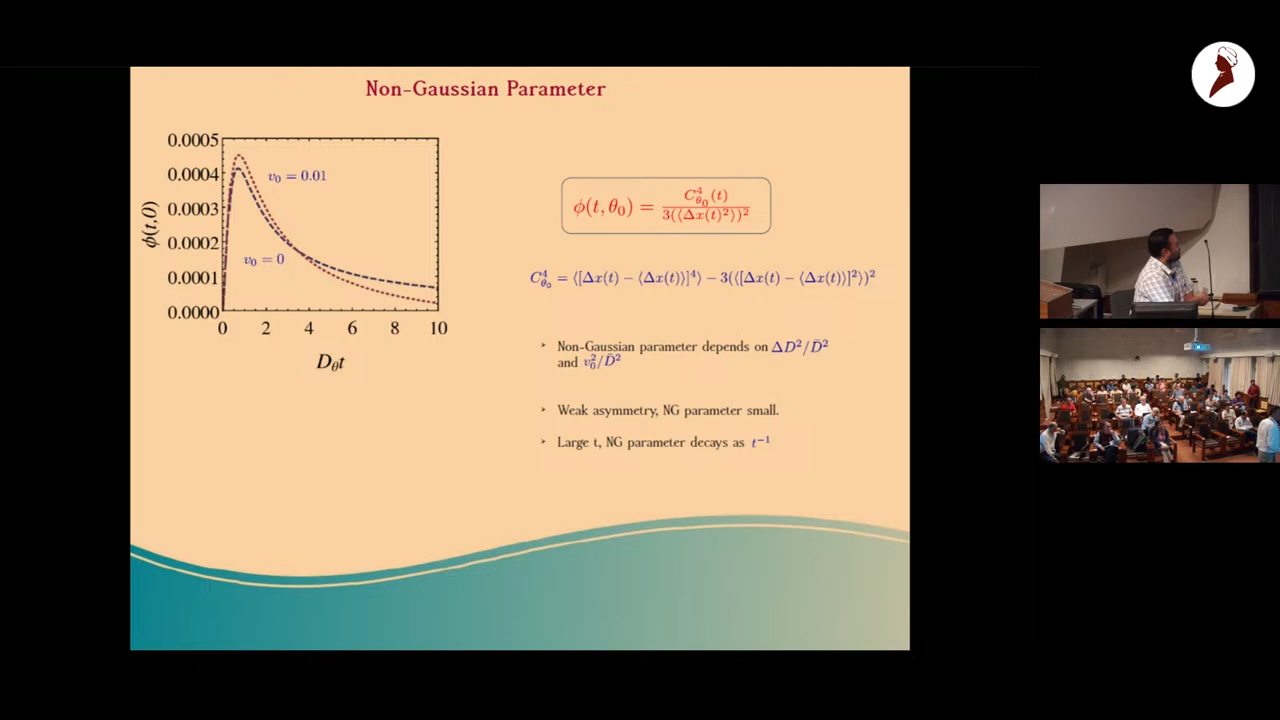 Non-Gaussian Parameter
0.0005
0.0004
0.0003
0.0002
0.0001
0.0000
ϕ(t,0)
v₀ = 0.01
v₀ = 0
0 2 4 6 8 10
D_θt
ϕ(t, θ₀) = C⁴_θ₀(t) / 3(⟨Δx(t)²⟩)²
C⁴_θ₀ = ⟨[Δx(t) − ⟨Δx(t)⟩]⁴⟩ − 3(⟨[Δx(t) − ⟨Δx(t)⟩]²⟩)²
➢ Non-Gaussian parameter depends on ΔD²/D̄²
and v₀²/D̄²
➢ Weak asymmetry, NG parameter small.
➢ Large t, NG parameter decays as t⁻¹